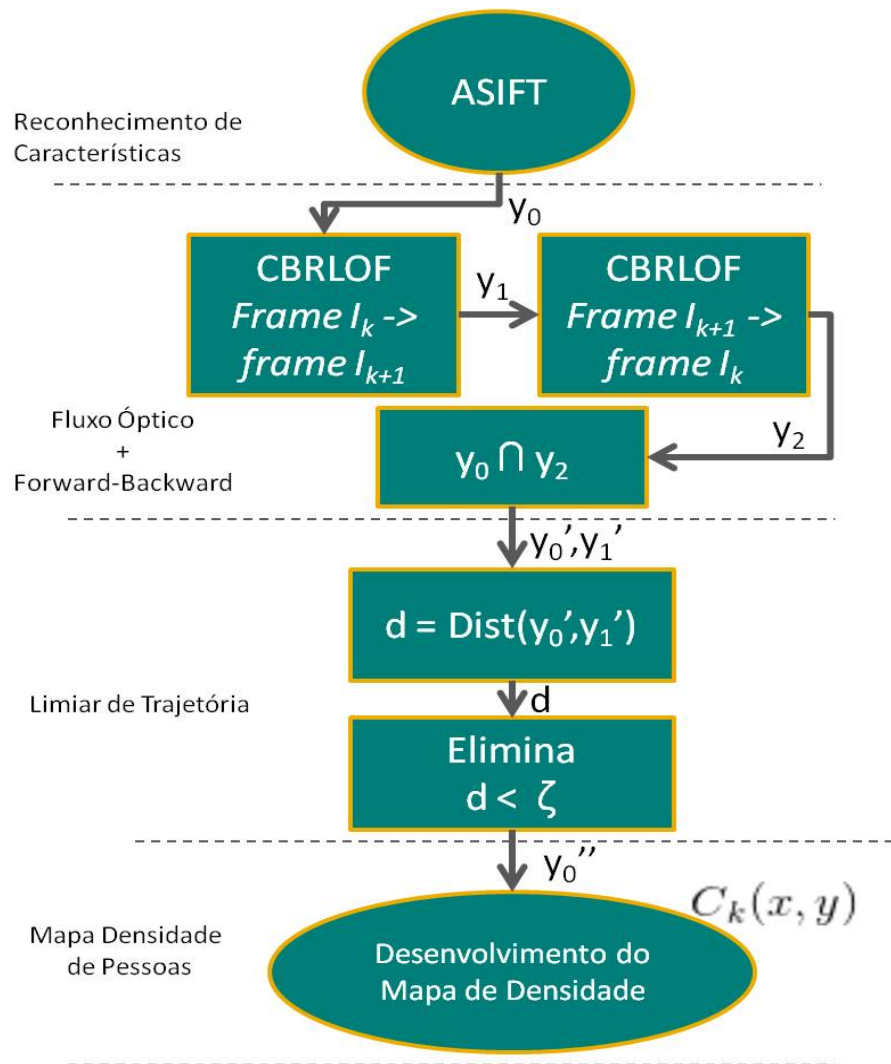 ASIFT
Reconhecimento de
Características
y₀
CBRLOF
Frame Iₖ ->
frame Iₖ₊₁
y₁
CBRLOF
Frame Iₖ₊₁ ->
frame Iₖ
y₂
Fluxo Óptico
+
Forward-Backward
y₀ ∩ y₂
y₀’,y₁’
d = Dist(y₀’,y₁’)
Limiar de Trajetória
d
Elimina
d < ζ
y₀’’
Cₖ(x, y)
Mapa Densidade
de Pessoas
Desenvolvimento do
Mapa de Densidade